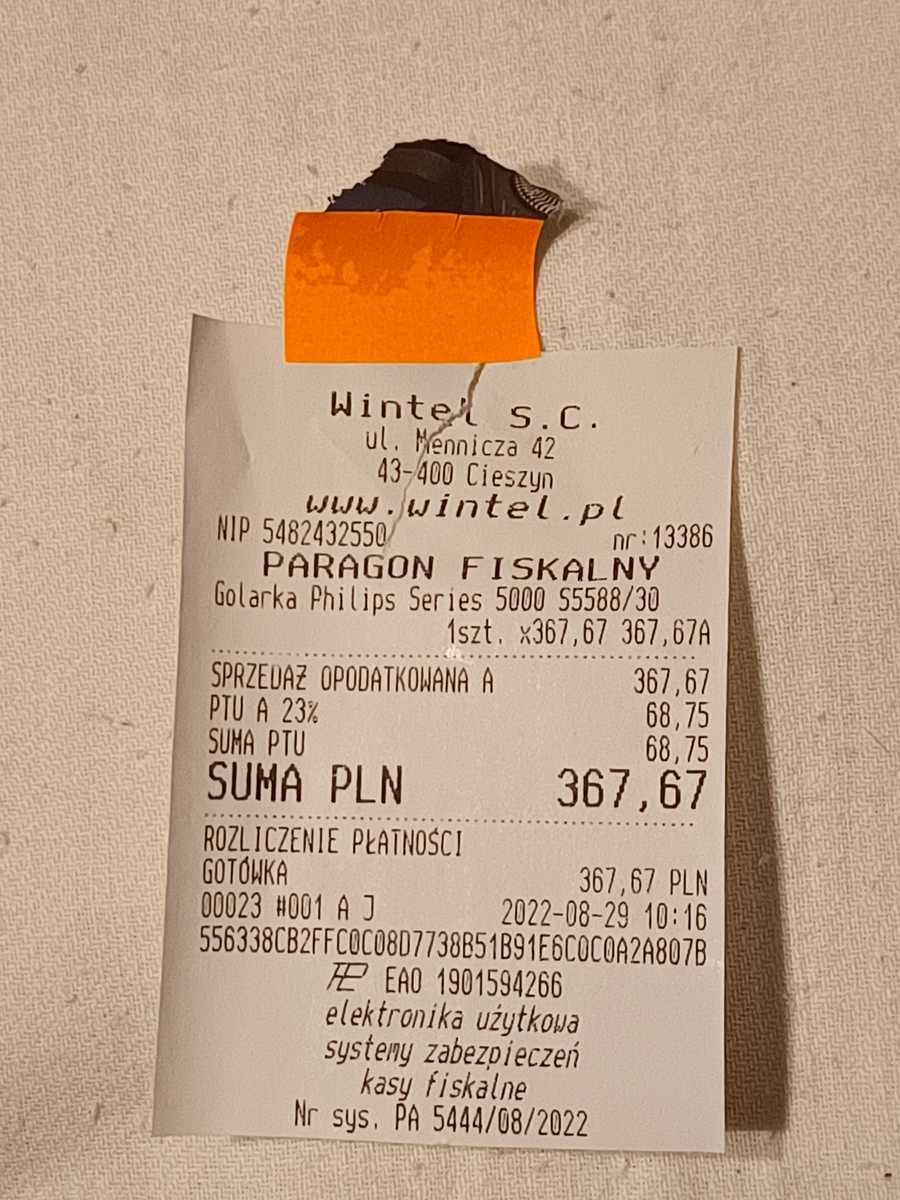 Wintel s.c.
ul. Mennicza 42
43-400 Cieszyn
www.wintel.pl
NIP 5482432550 nr:13386
PARAGON FISKALNY
Golarka Philips Series 5000 S5588/30
1szt. x367,67 367,67A
SPRZEDAŻ OPODATKOWANA A 367,67
PTU A 23% 68,75
SUMA PTU 68,75
SUMA PLN 367,67
ROZLICZENIE PŁATNOŚCI
GOTÓWKA 367,67 PLN
00023 #001 A J 2022-08-29 10:16
556338CB2FFC0C08D7738B51B91E6C0C0A2A807B
EAO 1901594266
elektronika użytkowa
systemy zabezpieczeń
kasy fiskalne
Nr sys. PA 5444/08/2022